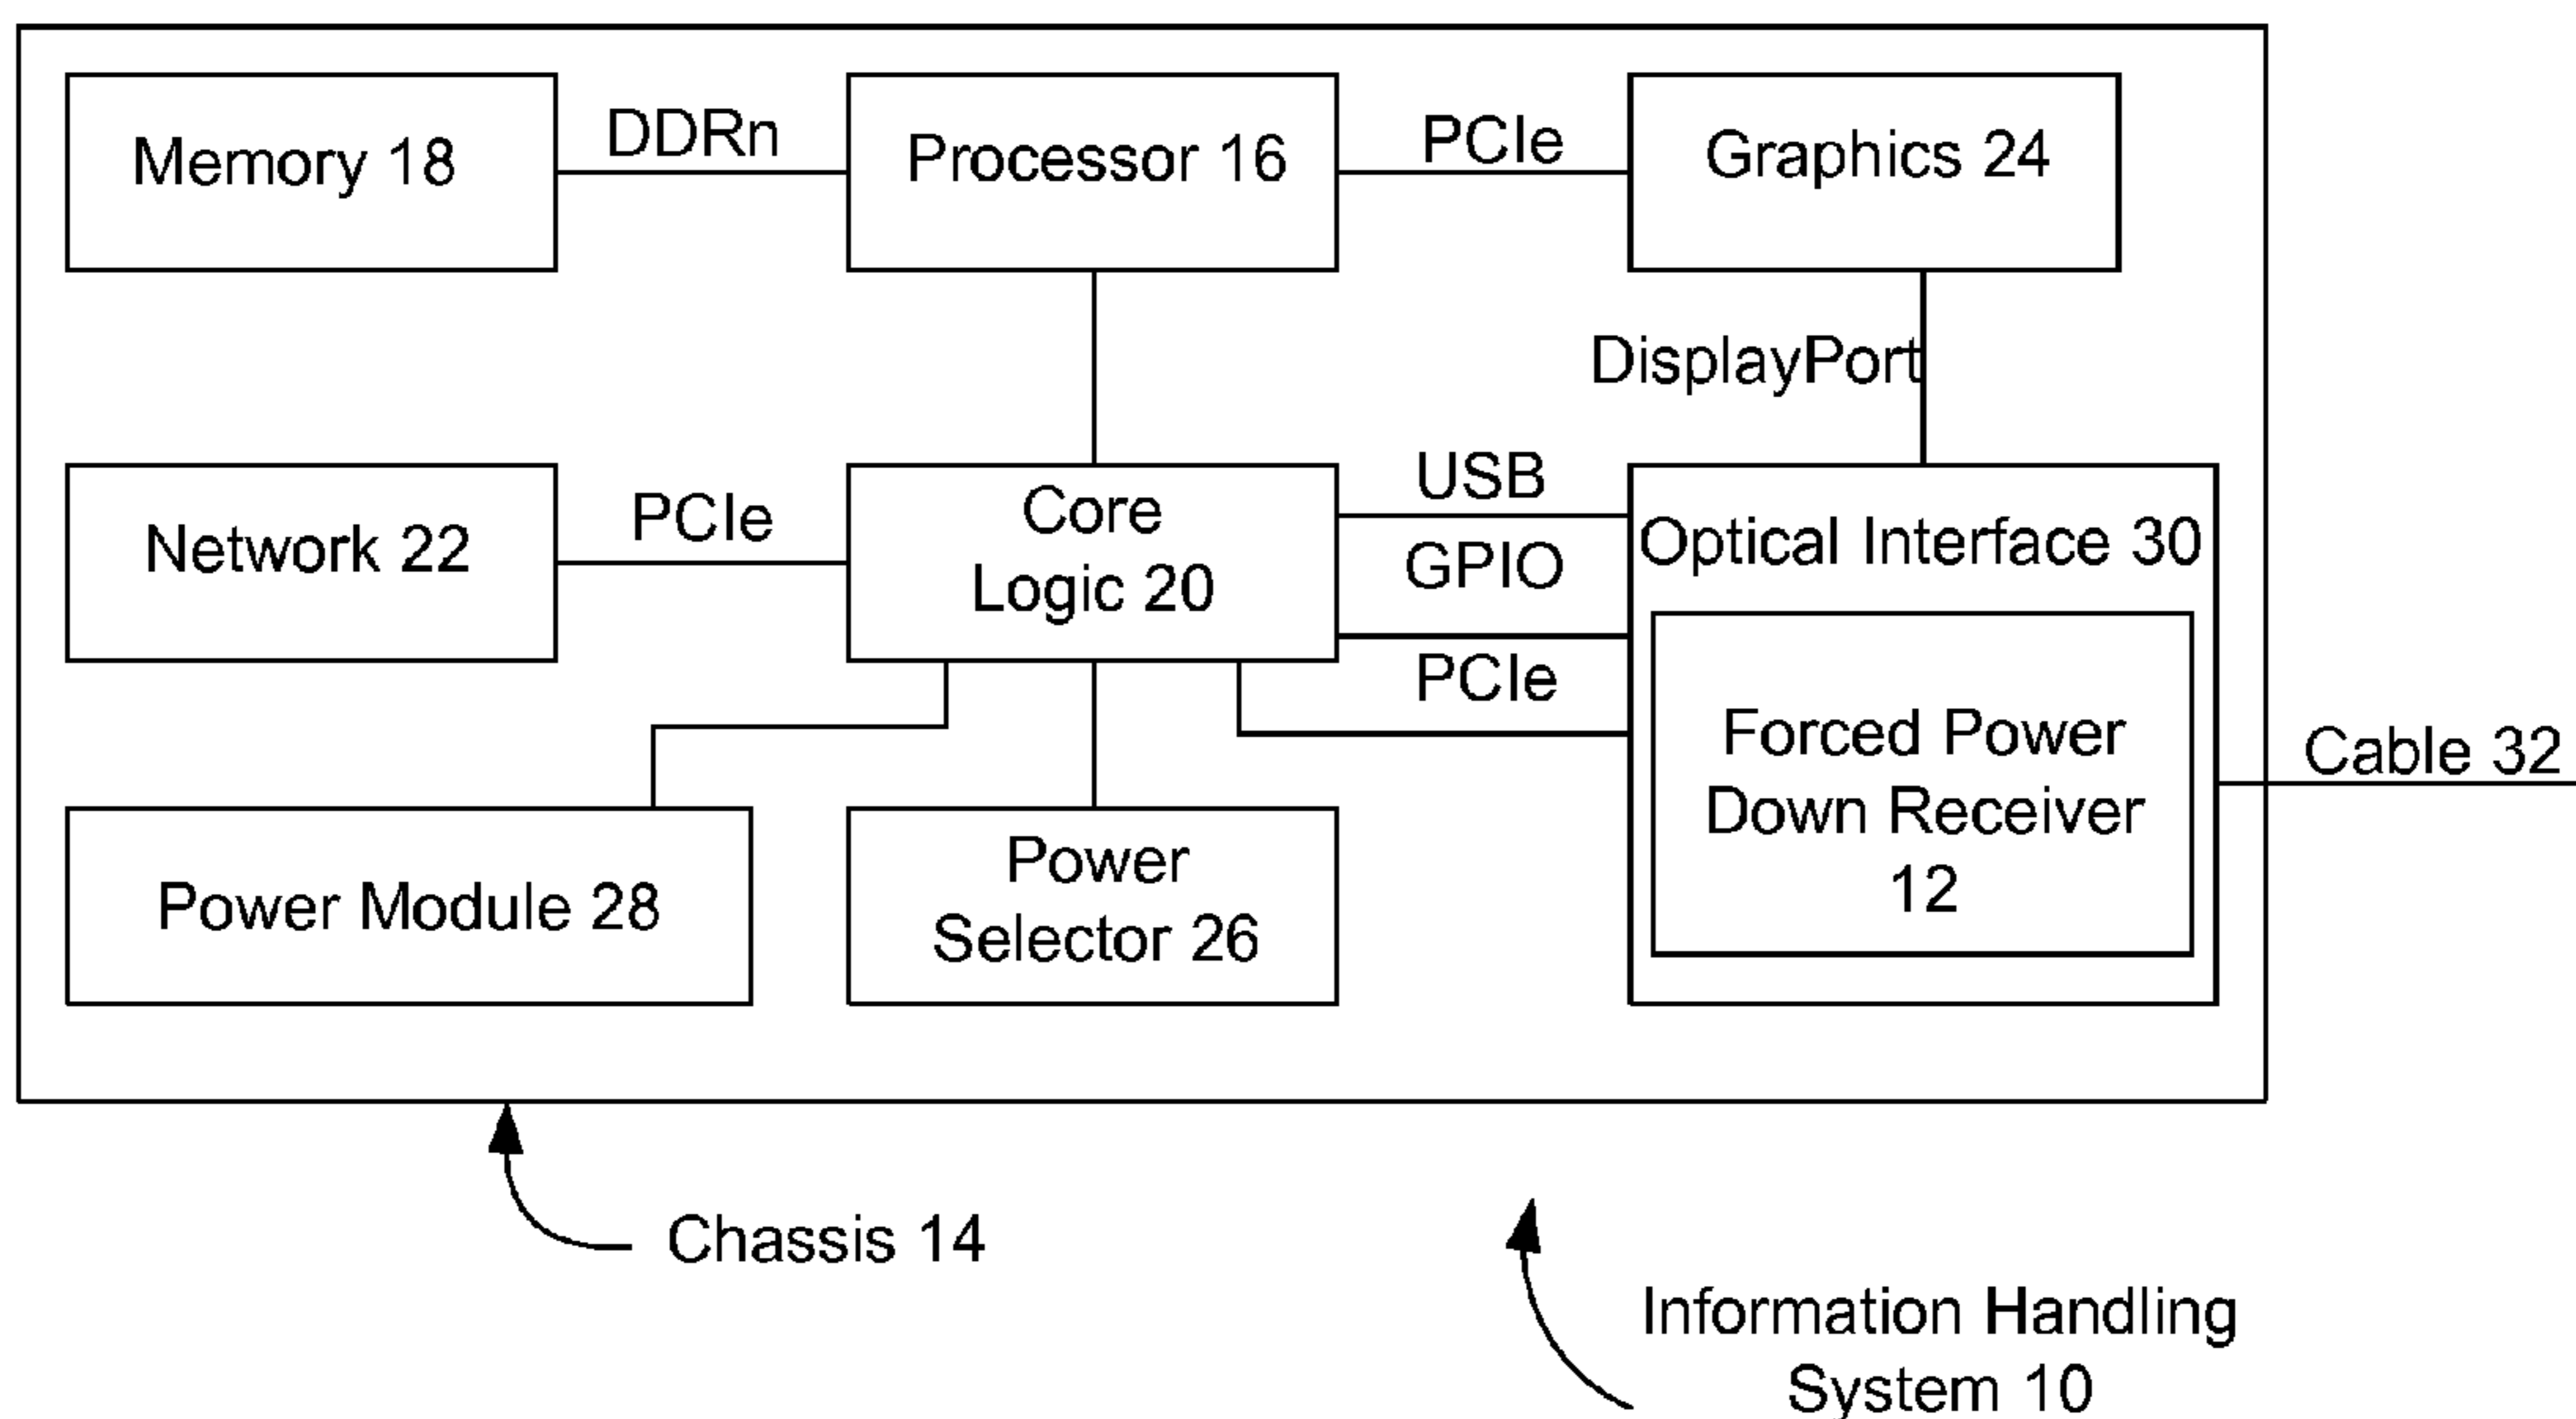 Memory 18
DDRn
Processor 16
PCIe
Graphics 24
DisplayPort
Network 22
PCIe
Core
Logic 20
USB
GPIO
PCIe
Optical Interface 30
Forced Power
Down Receiver
12
Cable 32
Power Module 28
Power
Selector 26
Chassis 14
Information Handling
System 10